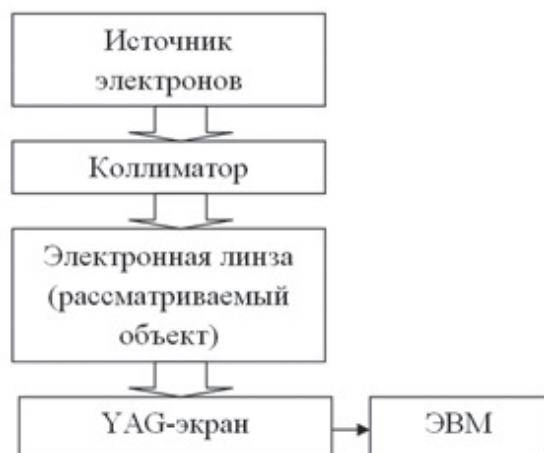 Источник
электронов
Коллиматор
Электронная линза
(рассматриваемый
объект)
YAG-экран
ЭВМ